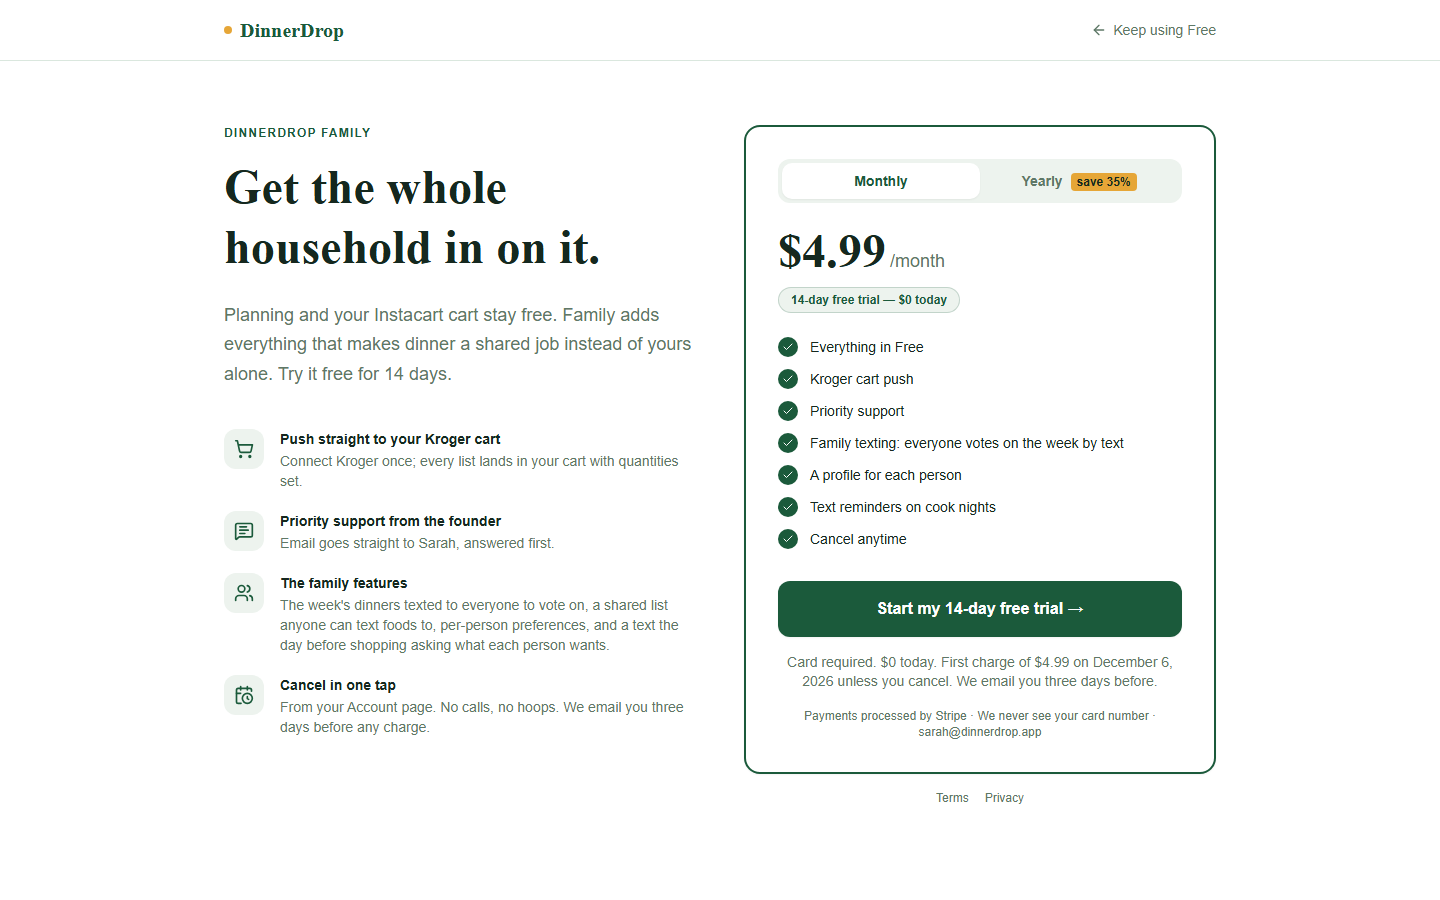 DinnerDrop
← Keep using Free
DINNERDROP FAMILY
Get the whole
household in on it.
Planning and your Instacart cart stay free. Family adds
everything that makes dinner a shared job instead of yours
alone. Try it free for 14 days.
Push straight to your Kroger cart
Connect Kroger once; every list lands in your cart with quantities
set.
Priority support from the founder
Email goes straight to Sarah, answered first.
The family features
The week's dinners texted to everyone to vote on, a shared list
anyone can text foods to, per-person preferences, and a text the
day before shopping asking what each person wants.
Cancel in one tap
From your Account page. No calls, no hoops. We email you three
days before any charge.
Monthly
Yearly save 35%
$4.99 /month
14-day free trial — $0 today
Everything in Free
Kroger cart push
Priority support
Family texting: everyone votes on the week by text
A profile for each person
Text reminders on cook nights
Cancel anytime
Start my 14-day free trial →
Card required. $0 today. First charge of $4.99 on December 6,
2026 unless you cancel. We email you three days before.
Payments processed by Stripe · We never see your card number ·
sarah@dinnerdrop.app
Terms Privacy